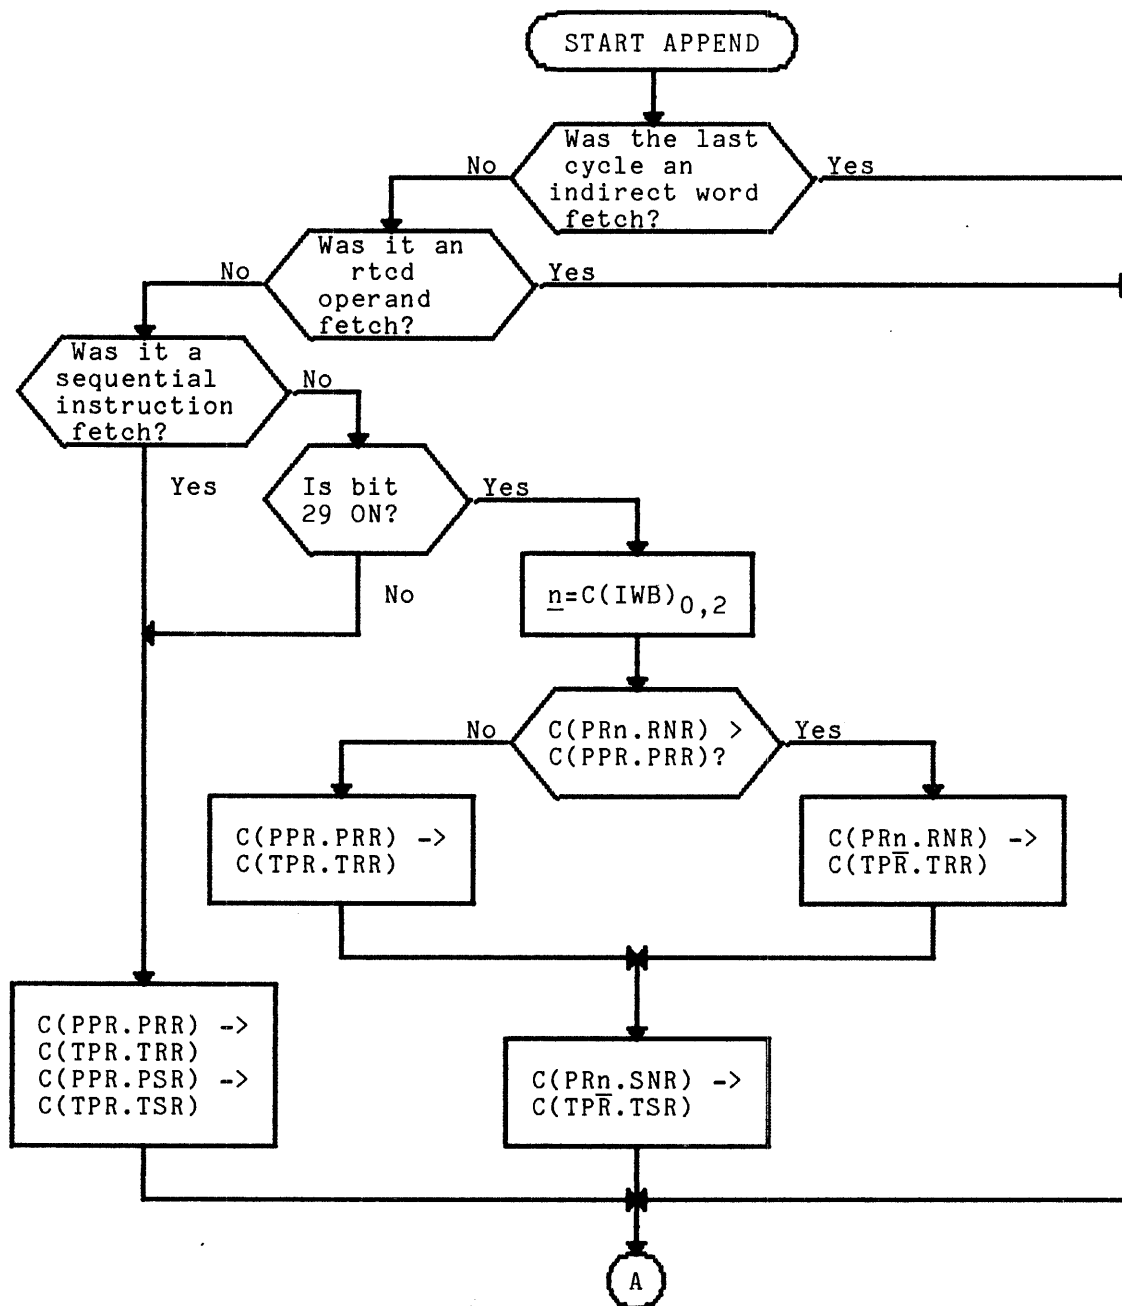 START APPEND
Was the last
cycle an
indirect word
fetch?
No
Yes
Was it an
rtcd
operand
fetch?
No
Yes
Was it a
sequential
instruction
fetch?
No
Yes
Is bit
29 ON?
Yes
No
n=C(IWB)0,2
C(PRn.RNR) >
C(PPR.PRR)?
No
Yes
C(PPR.PRR) ->
C(TPR.TRR)
C(PRn.RNR) ->
C(TPR.TRR)
C(PPR.PRR) ->
C(TPR.TRR)
C(PPR.PSR) ->
C(TPR.TSR)
C(PRn.SNR) ->
C(TPR.TSR)
A